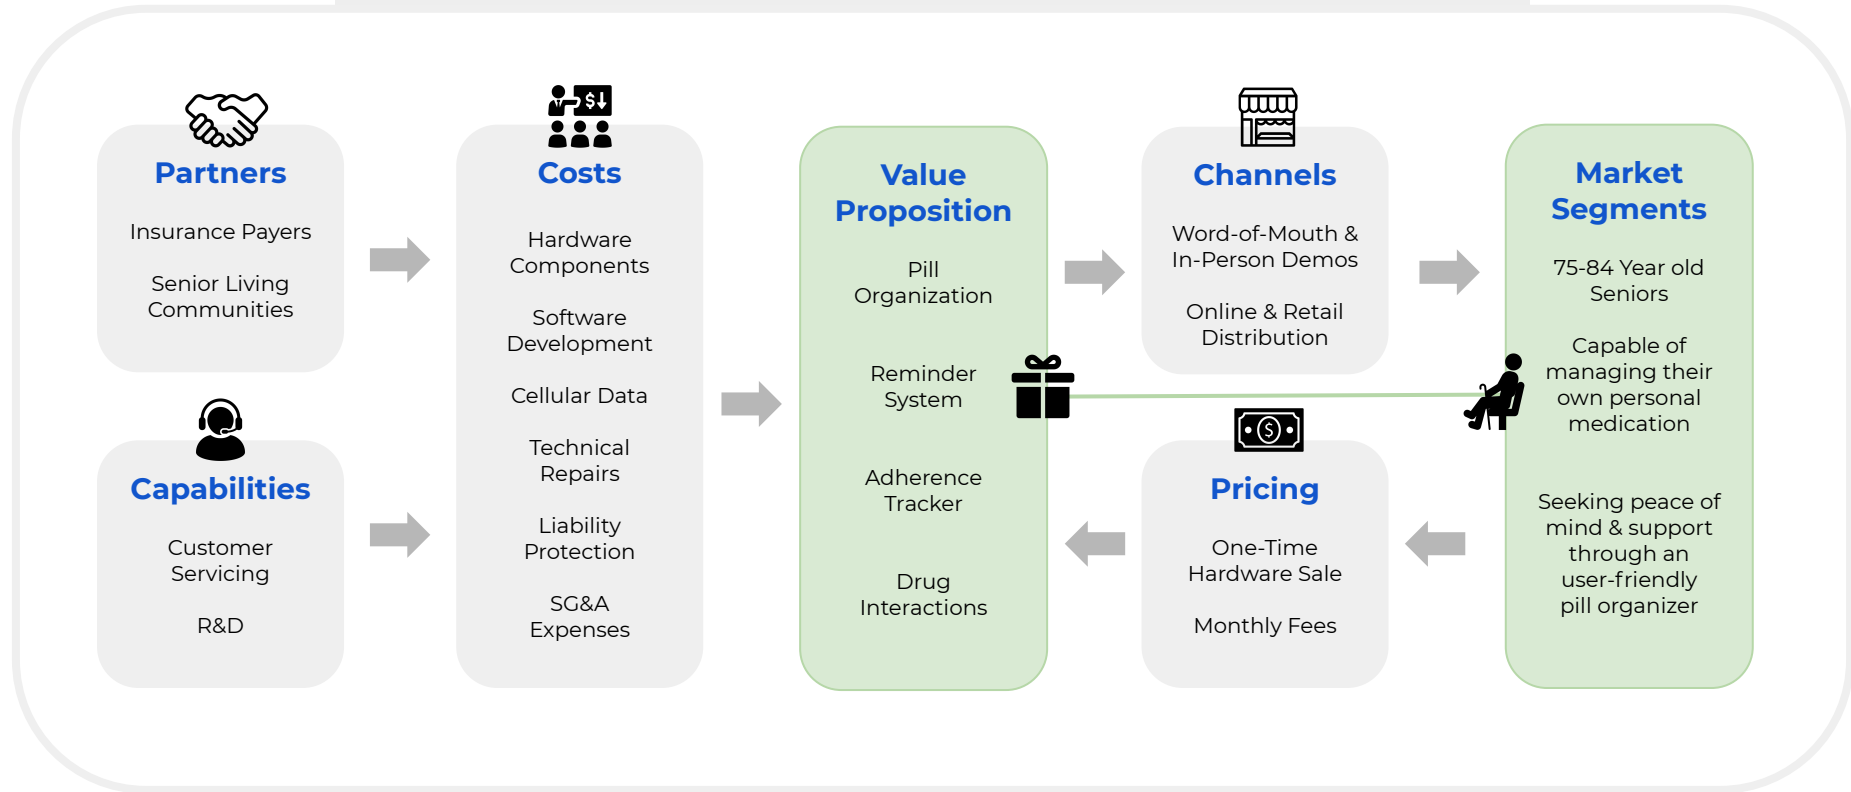 Partners
Insurance Payers
Senior Living
Communities
Capabilities
Customer
Servicing
R&D
$
Costs
Hardware
Components
Software
Development
Cellular Data
Technical
Repairs
Liability
Protection
SG&A
Expenses
Value
Proposition
Pill
Organization
Reminder
System
Adherence
Tracker
Drug
Interactions
Channels
Word-of-Mouth &
In-Person Demos
Online & Retail
Distribution
$
Pricing
One-Time
Hardware Sale
Monthly Fees
Market
Segments
75-84 Year old
Seniors
Capable of
managing their
own personal
medication
Seeking peace of
mind & support
through an
user-friendly
pill organizer